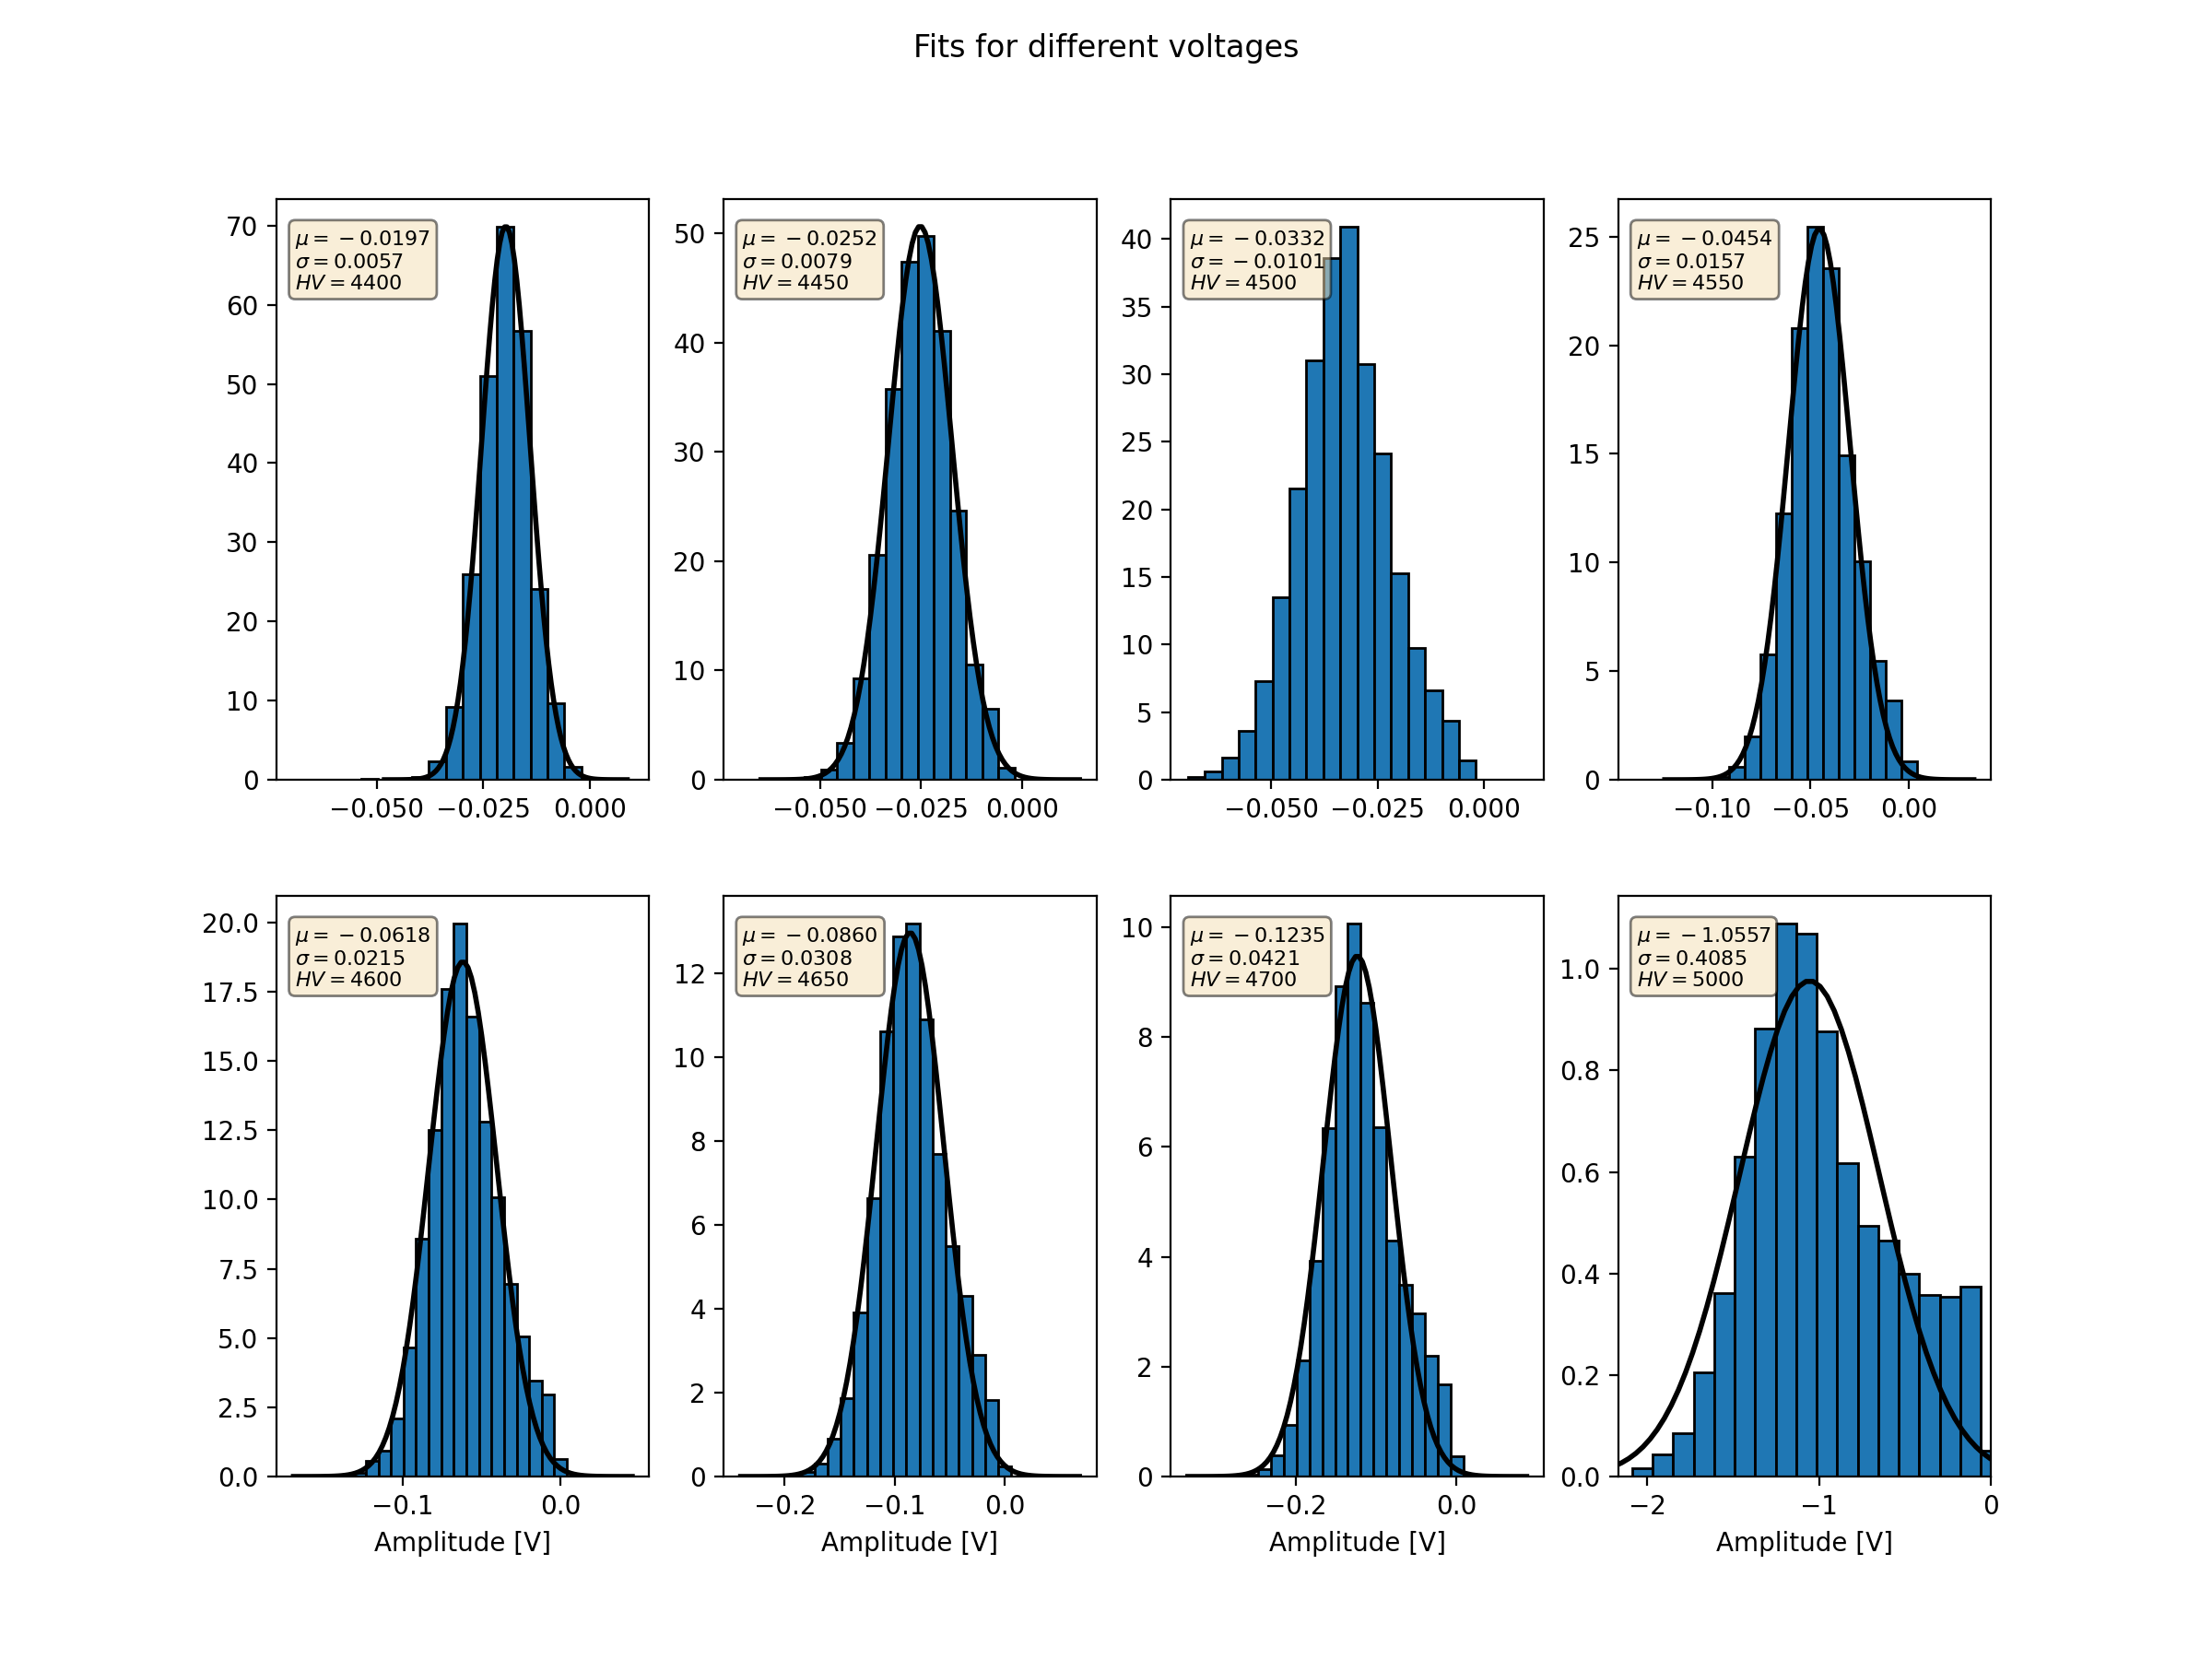 Fits for different voltages
μ = −0.0197
σ = 0.0057
HV = 4400
70
60
50
40
30
20
10
0
−0.050 −0.025 0.000
μ = −0.0252
σ = 0.0079
HV = 4450
50
40
30
20
10
0
−0.050 −0.025 0.000
μ = −0.0332
σ = −0.0101
HV = 4500
40
35
30
25
20
15
10
5
0
−0.050 −0.025 0.000
μ = −0.0454
σ = 0.0157
HV = 4550
25
20
15
10
5
0
−0.10 −0.05 0.00
μ = −0.0618
σ = 0.0215
HV = 4600
20.0
17.5
15.0
12.5
10.0
7.5
5.0
2.5
0.0
−0.1 0.0
Amplitude [V]
μ = −0.0860
σ = 0.0308
HV = 4650
12
10
8
6
4
2
0
−0.2 −0.1 0.0
Amplitude [V]
μ = −0.1235
σ = 0.0421
HV = 4700
10
8
6
4
2
0
−0.2 0.0
Amplitude [V]
μ = −1.0557
σ = 0.4085
HV = 5000
1.0
0.8
0.6
0.4
0.2
0.0
−2 −1 0
Amplitude [V]